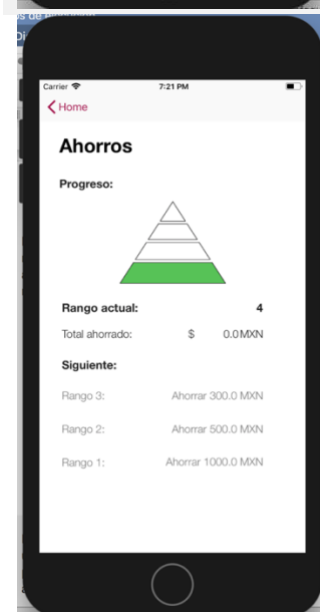 Carrier 7:21 PM
Home
Ahorros
Progreso:
Rango actual: 4
Total ahorrado: $ 0.0MXN
Siguiente:
Rango 3: Ahorrar 300.0 MXN
Rango 2: Ahorrar 500.0 MXN
Rango 1: Ahorrar 1000.0 MXN